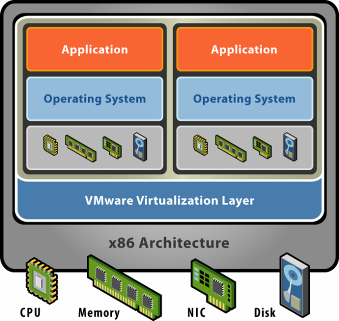 Application Application
Operating System Operating System
VMware Virtualization Layer
x86 Architecture
CPU Memory NIC Disk